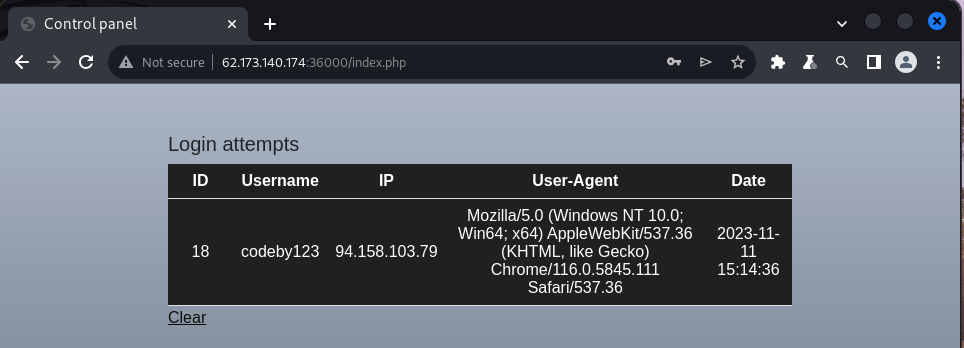 Control panel
Not secure 62.173.140.174:36000/index.php
Login attempts
ID Username IP User-Agent Date
18 codeby123 94.158.103.79 Mozilla/5.0 (Windows NT 10.0; Win64; x64) AppleWebKit/537.36 (KHTML, like Gecko) Chrome/116.0.5845.111 Safari/537.36 2023-11-11 15:14:36
Clear